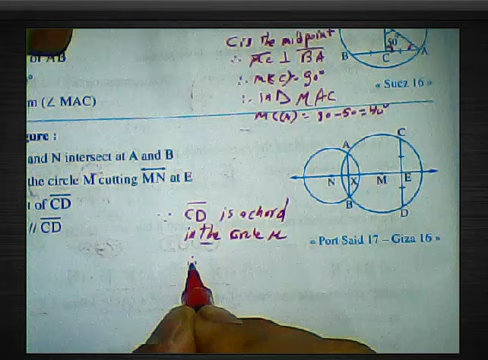 of AB
C is the midpoint
∴ MC ⊥ BA
∴ m(C) = 90°
m (∠ MAC)
∴ in Δ MAC
m(A) = 90 - 50 = 40°
50°
B C A
« Suez 16 »
gure :
and N intersect at A and B
the circle M cutting MN at E
t of CD
// CD
∵ CD is a chord
in the circle M
A C
N X M E
B D
« Port Said 17 – Giza 16 »